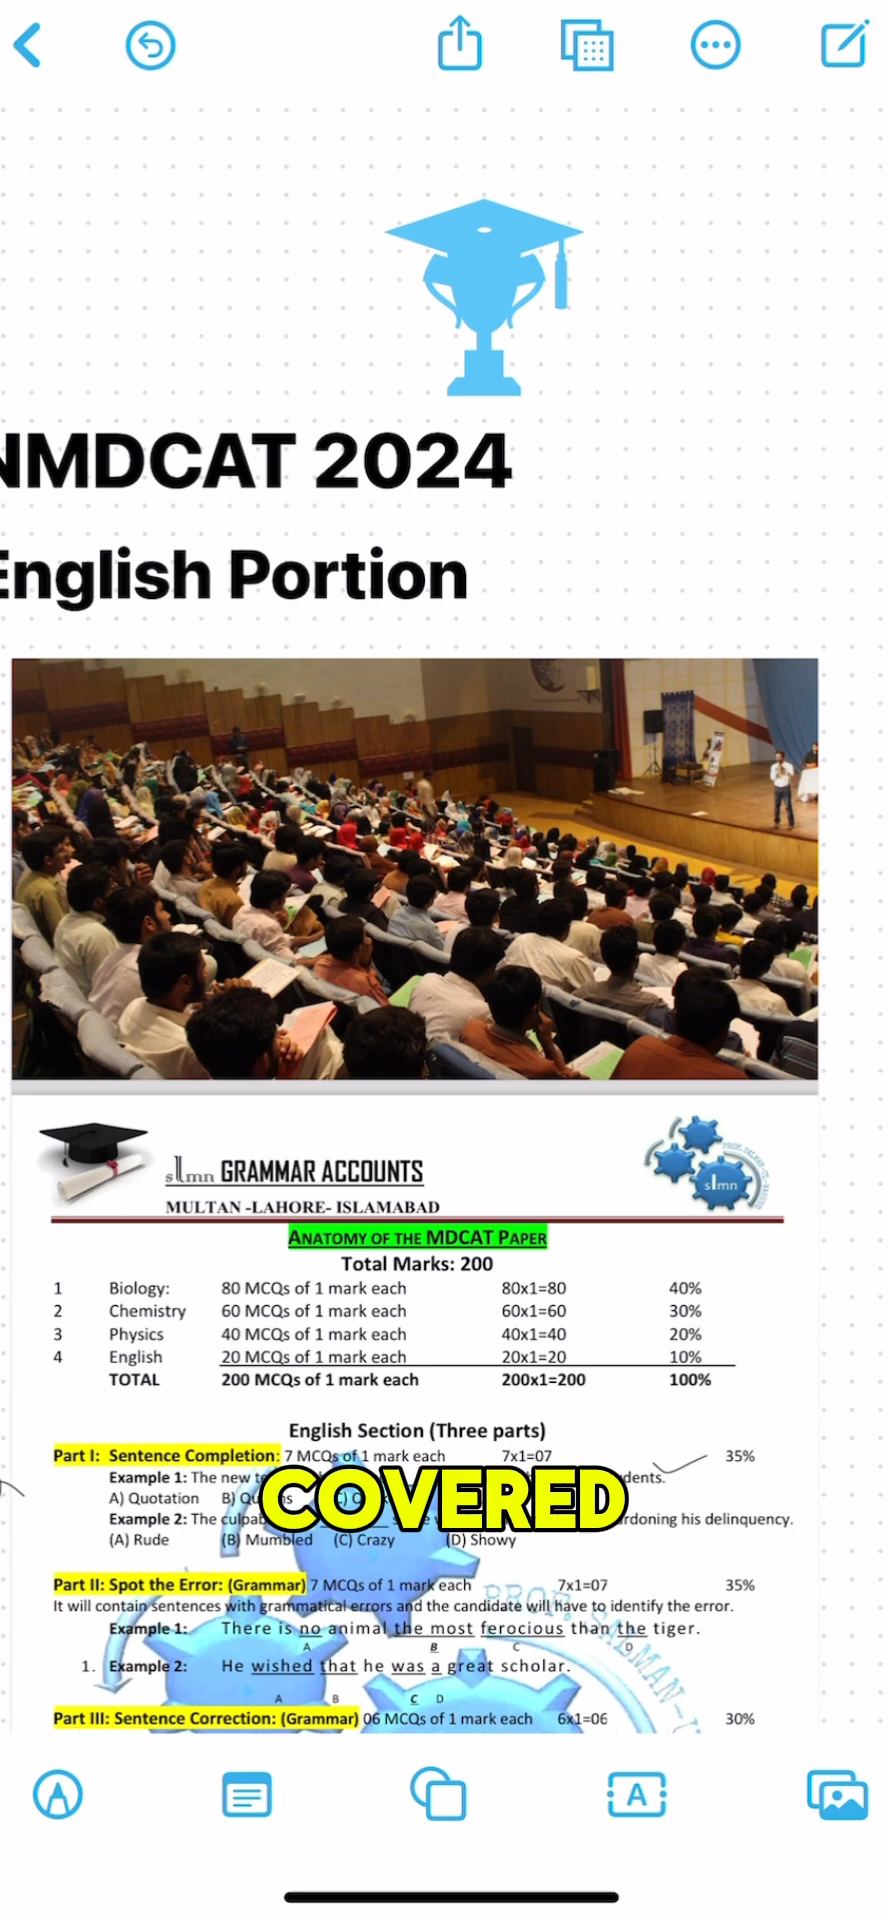 NMDCAT 2024
English Portion
slmn GRAMMAR ACCOUNTS
MULTAN -LAHORE- ISLAMABAD
slmn
ANATOMY OF THE MDCAT PAPER
Total Marks: 200
1 Biology: 80 MCQs of 1 mark each 80x1=80 40%
2 Chemistry 60 MCQs of 1 mark each 60x1=60 30%
3 Physics 40 MCQs of 1 mark each 40x1=40 20%
4 English 20 MCQs of 1 mark each 20x1=20 10%
TOTAL 200 MCQs of 1 mark each 200x1=200 100%
English Section (Three parts)
Part I: Sentence Completion: 7 MCQs of 1 mark each 7x1=07 35%
Example 1: The new
A) Quotation B)
COVERED
Example 2: The his delinquency.
(A) Rude (B) Mumbled (C) Crazy (D) Showy
Part II: Spot the Error: (Grammar) 7 MCQs of 1 mark each 7x1=07 35%
It will contain sentences with grammatical errors and the candidate will have to identify the error.
Example 1: There is no animal the most ferocious than the tiger.
A B C D
1. Example 2: He wished that he was a great scholar.
A B C D
Part III: Sentence Correction: (Grammar) 06 MCQs of 1 mark each 6x1=06 30%
PROF. SALMAN
A